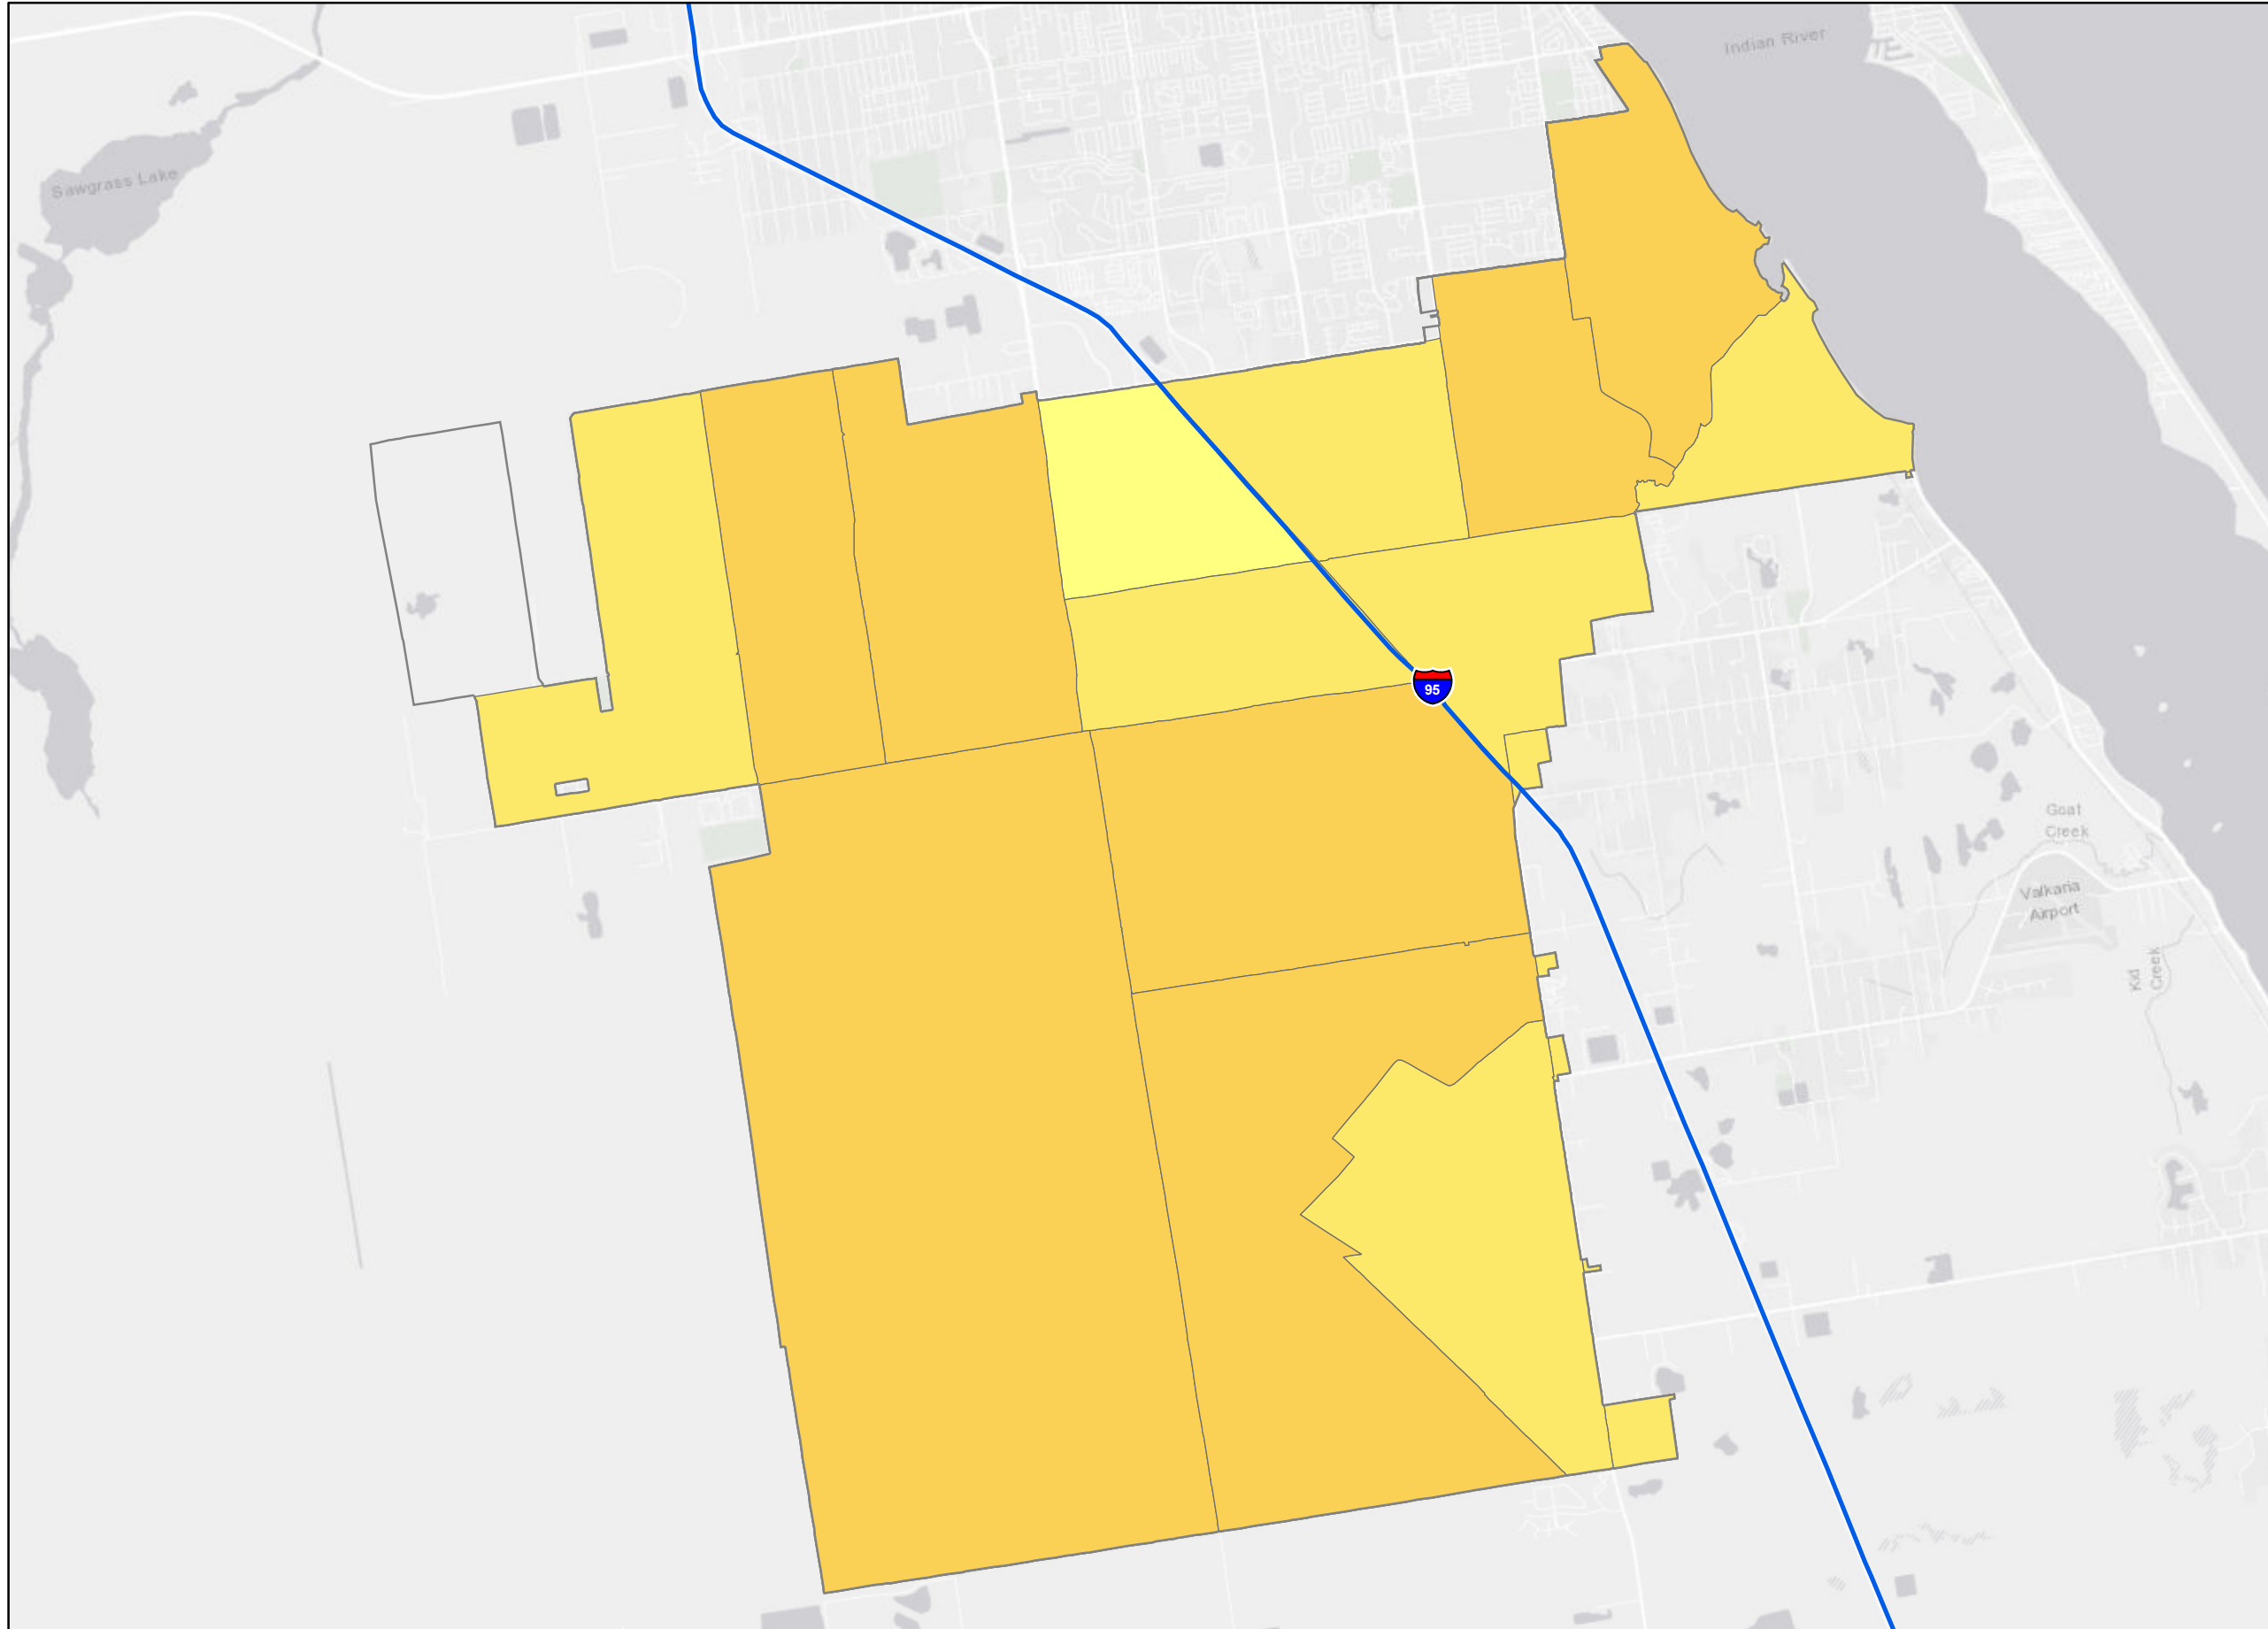 Indian River
Sawgrass Lake
95
Goat
Creek
Valkaria
Airport
Kid
Creek